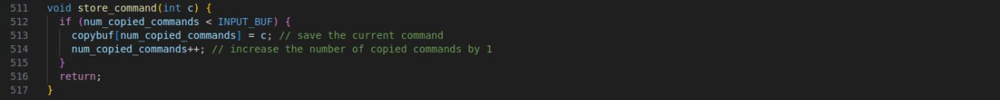 511 void store_command(int c) {
512 if (num_copied_commands < INPUT_BUF) {
513 copybuf[num_copied_commands] = c; // save the current command
514 num_copied_commands++; // increase the number of copied commands by 1
515 }
516 return;
517 }